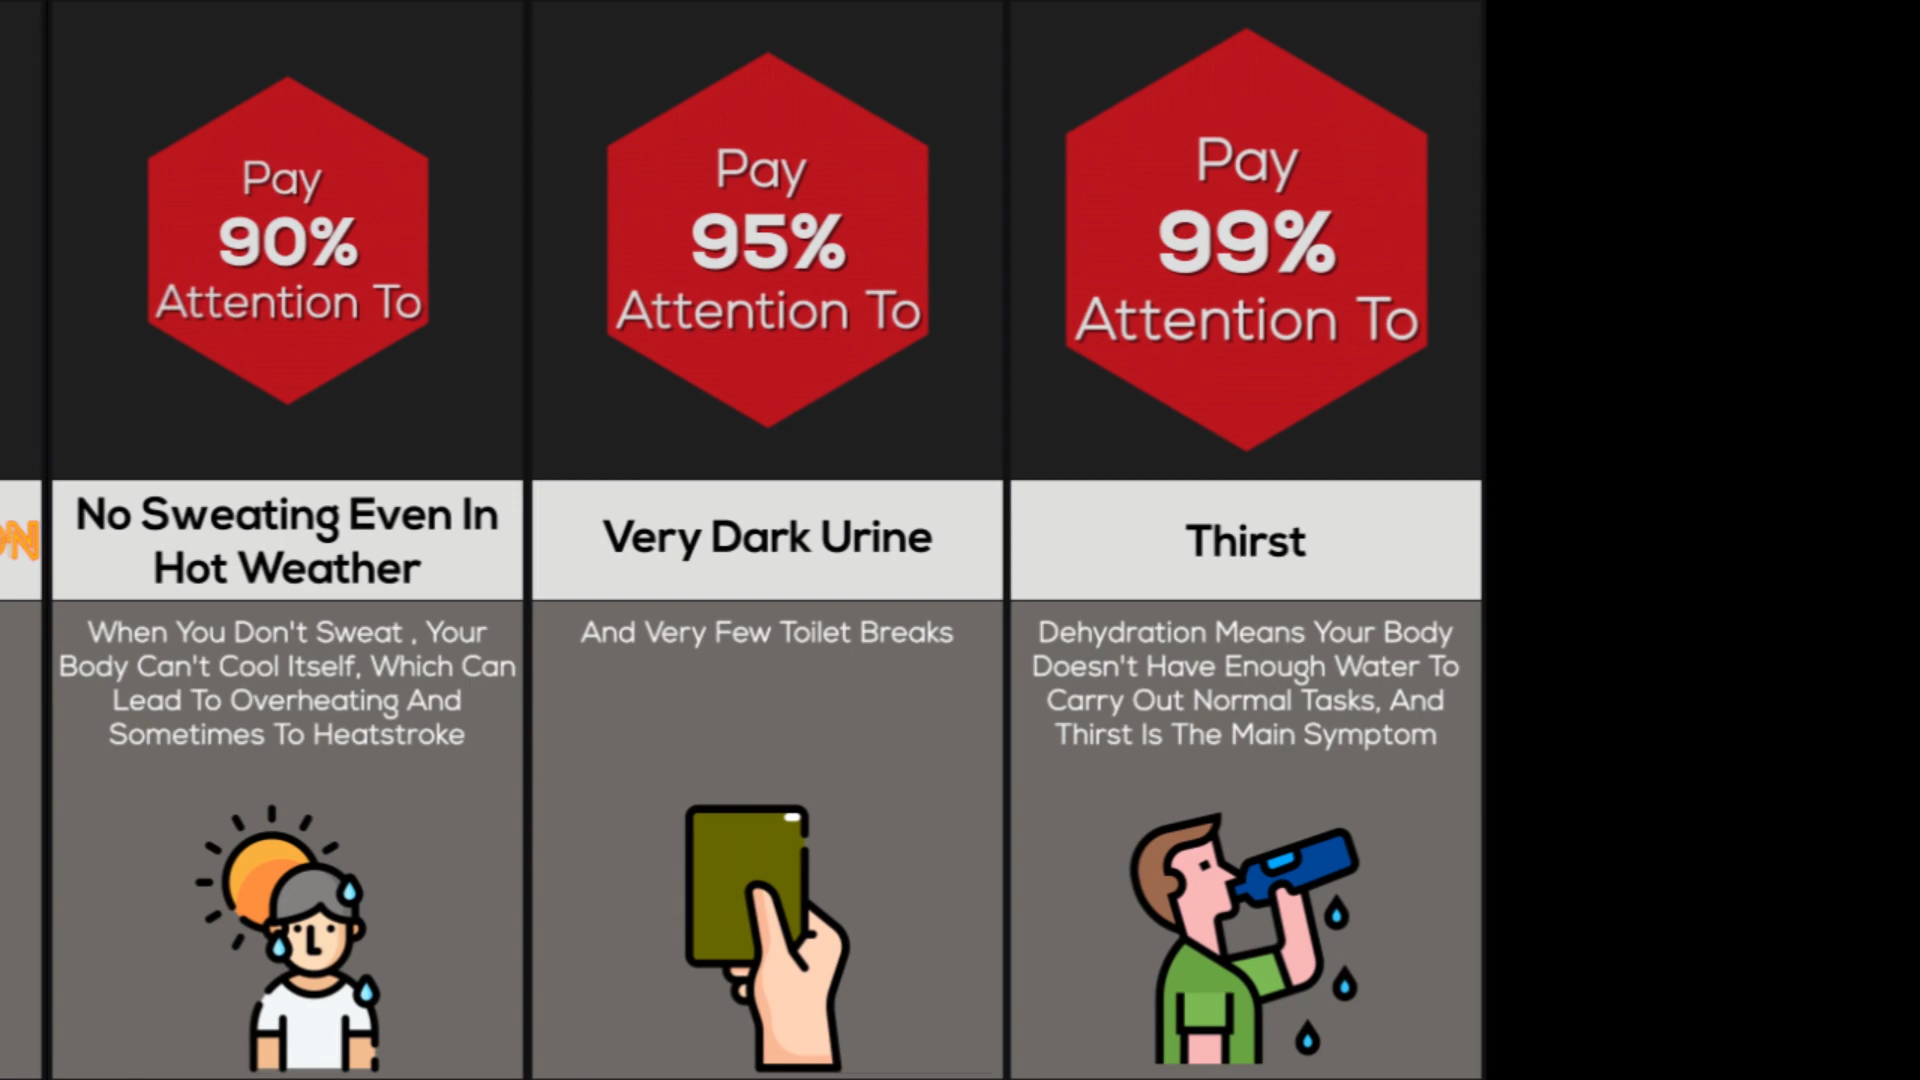 Pay
90%
Attention To
No Sweating Even In
Hot Weather
When You Don't Sweat , Your
Body Can't Cool Itself, Which Can
Lead To Overheating And
Sometimes To Heatstroke
Pay
95%
Attention To
Very Dark Urine
And Very Few Toilet Breaks
Pay
99%
Attention To
Thirst
Dehydration Means Your Body
Doesn't Have Enough Water To
Carry Out Normal Tasks, And
Thirst Is The Main Symptom